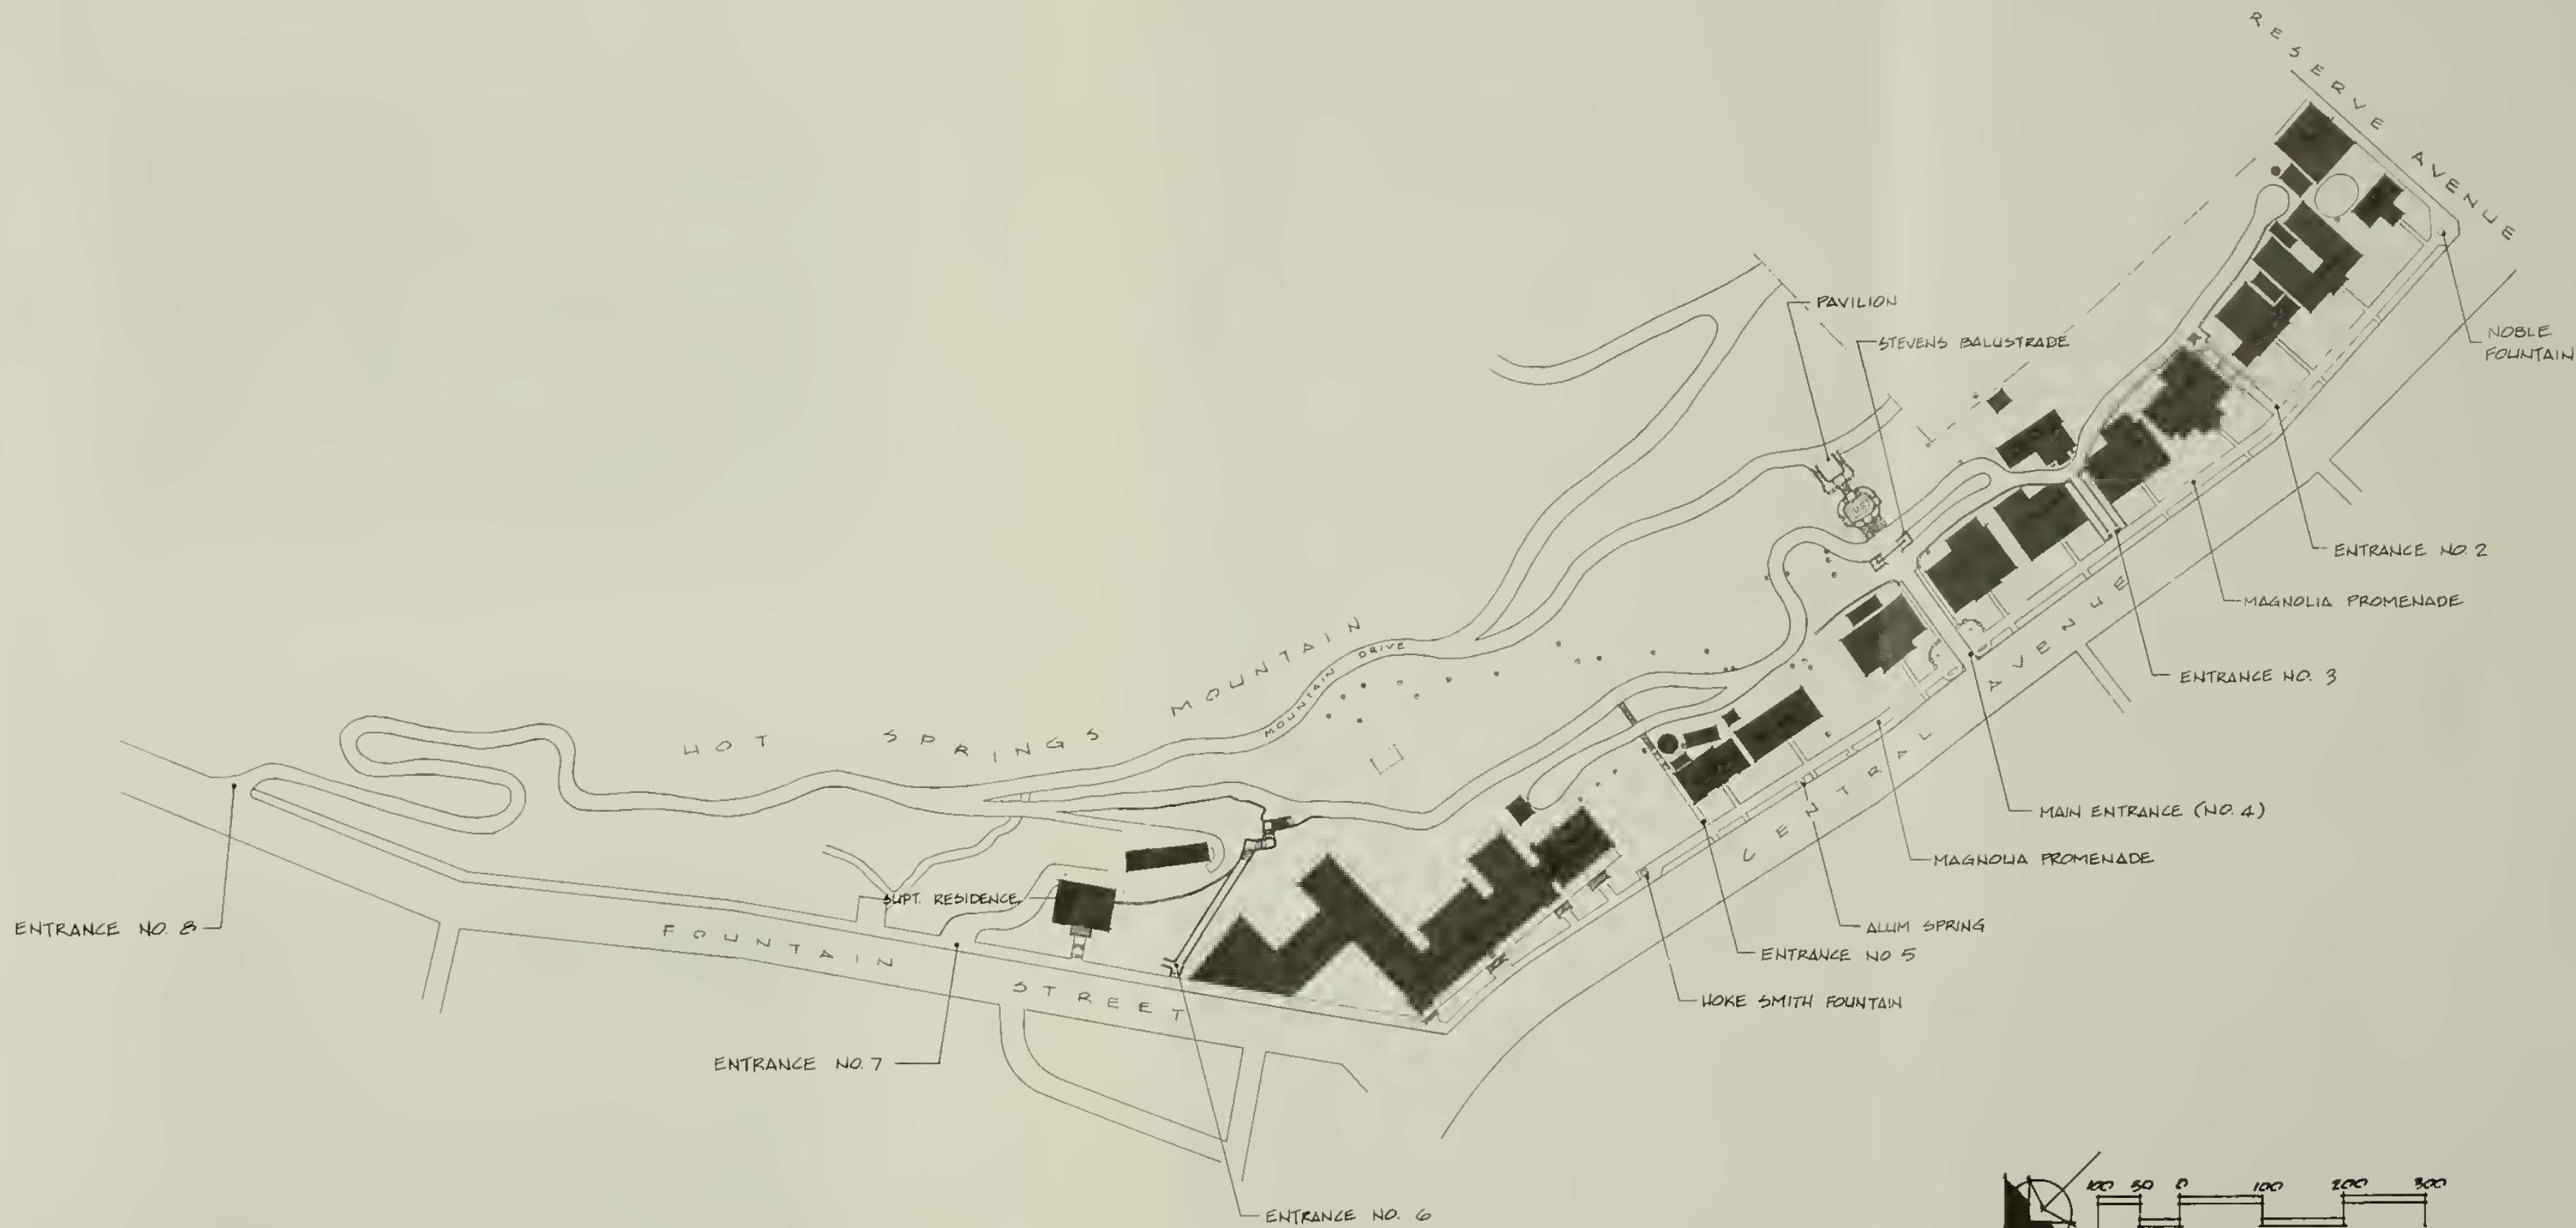 RESERVE AVENUE
PAVILION
STEVENS BALUSTRADE
NOBLE
FOUNTAIN
ENTRANCE NO. 2
MAGNOLIA PROMENADE
ENTRANCE NO. 3
HOT SPRINGS MOUNTAIN
MOUNTAIN DRIVE
CENTRAL AVENUE
MAIN ENTRANCE (NO. 4)
MAGNOLIA PROMENADE
SUPT. RESIDENCE
ALUM SPRING
ENTRANCE NO. 8
FOUNTAIN STREET
ENTRANCE NO 5
HOKE SMITH FOUNTAIN
ENTRANCE NO. 7
ENTRANCE NO. 6
100 50 0 100 200 300